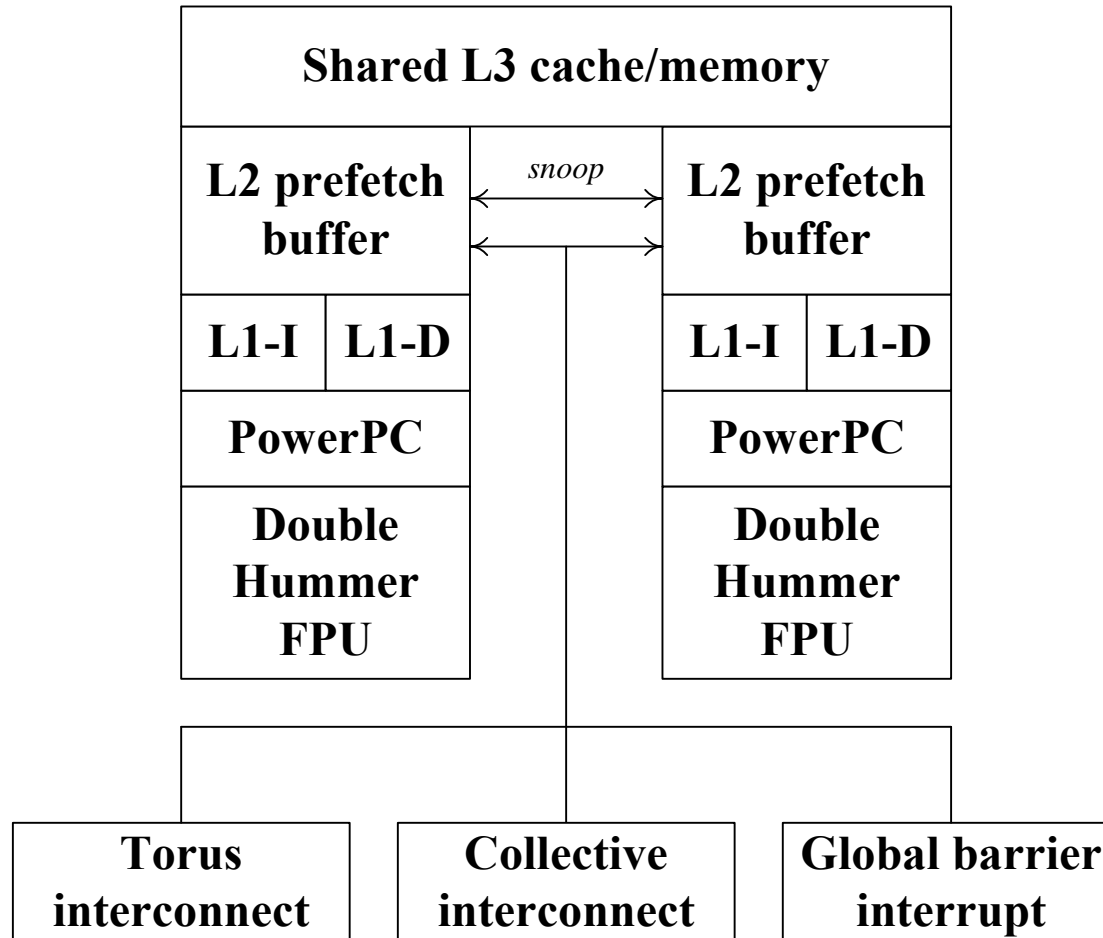 Shared L3 cache/memory
L2 prefetch
buffer
snoop
L2 prefetch
buffer
L1-I
L1-D
L1-I
L1-D
PowerPC
PowerPC
Double
Hummer
FPU
Double
Hummer
FPU
Torus
interconnect
Collective
interconnect
Global barrier
interrupt